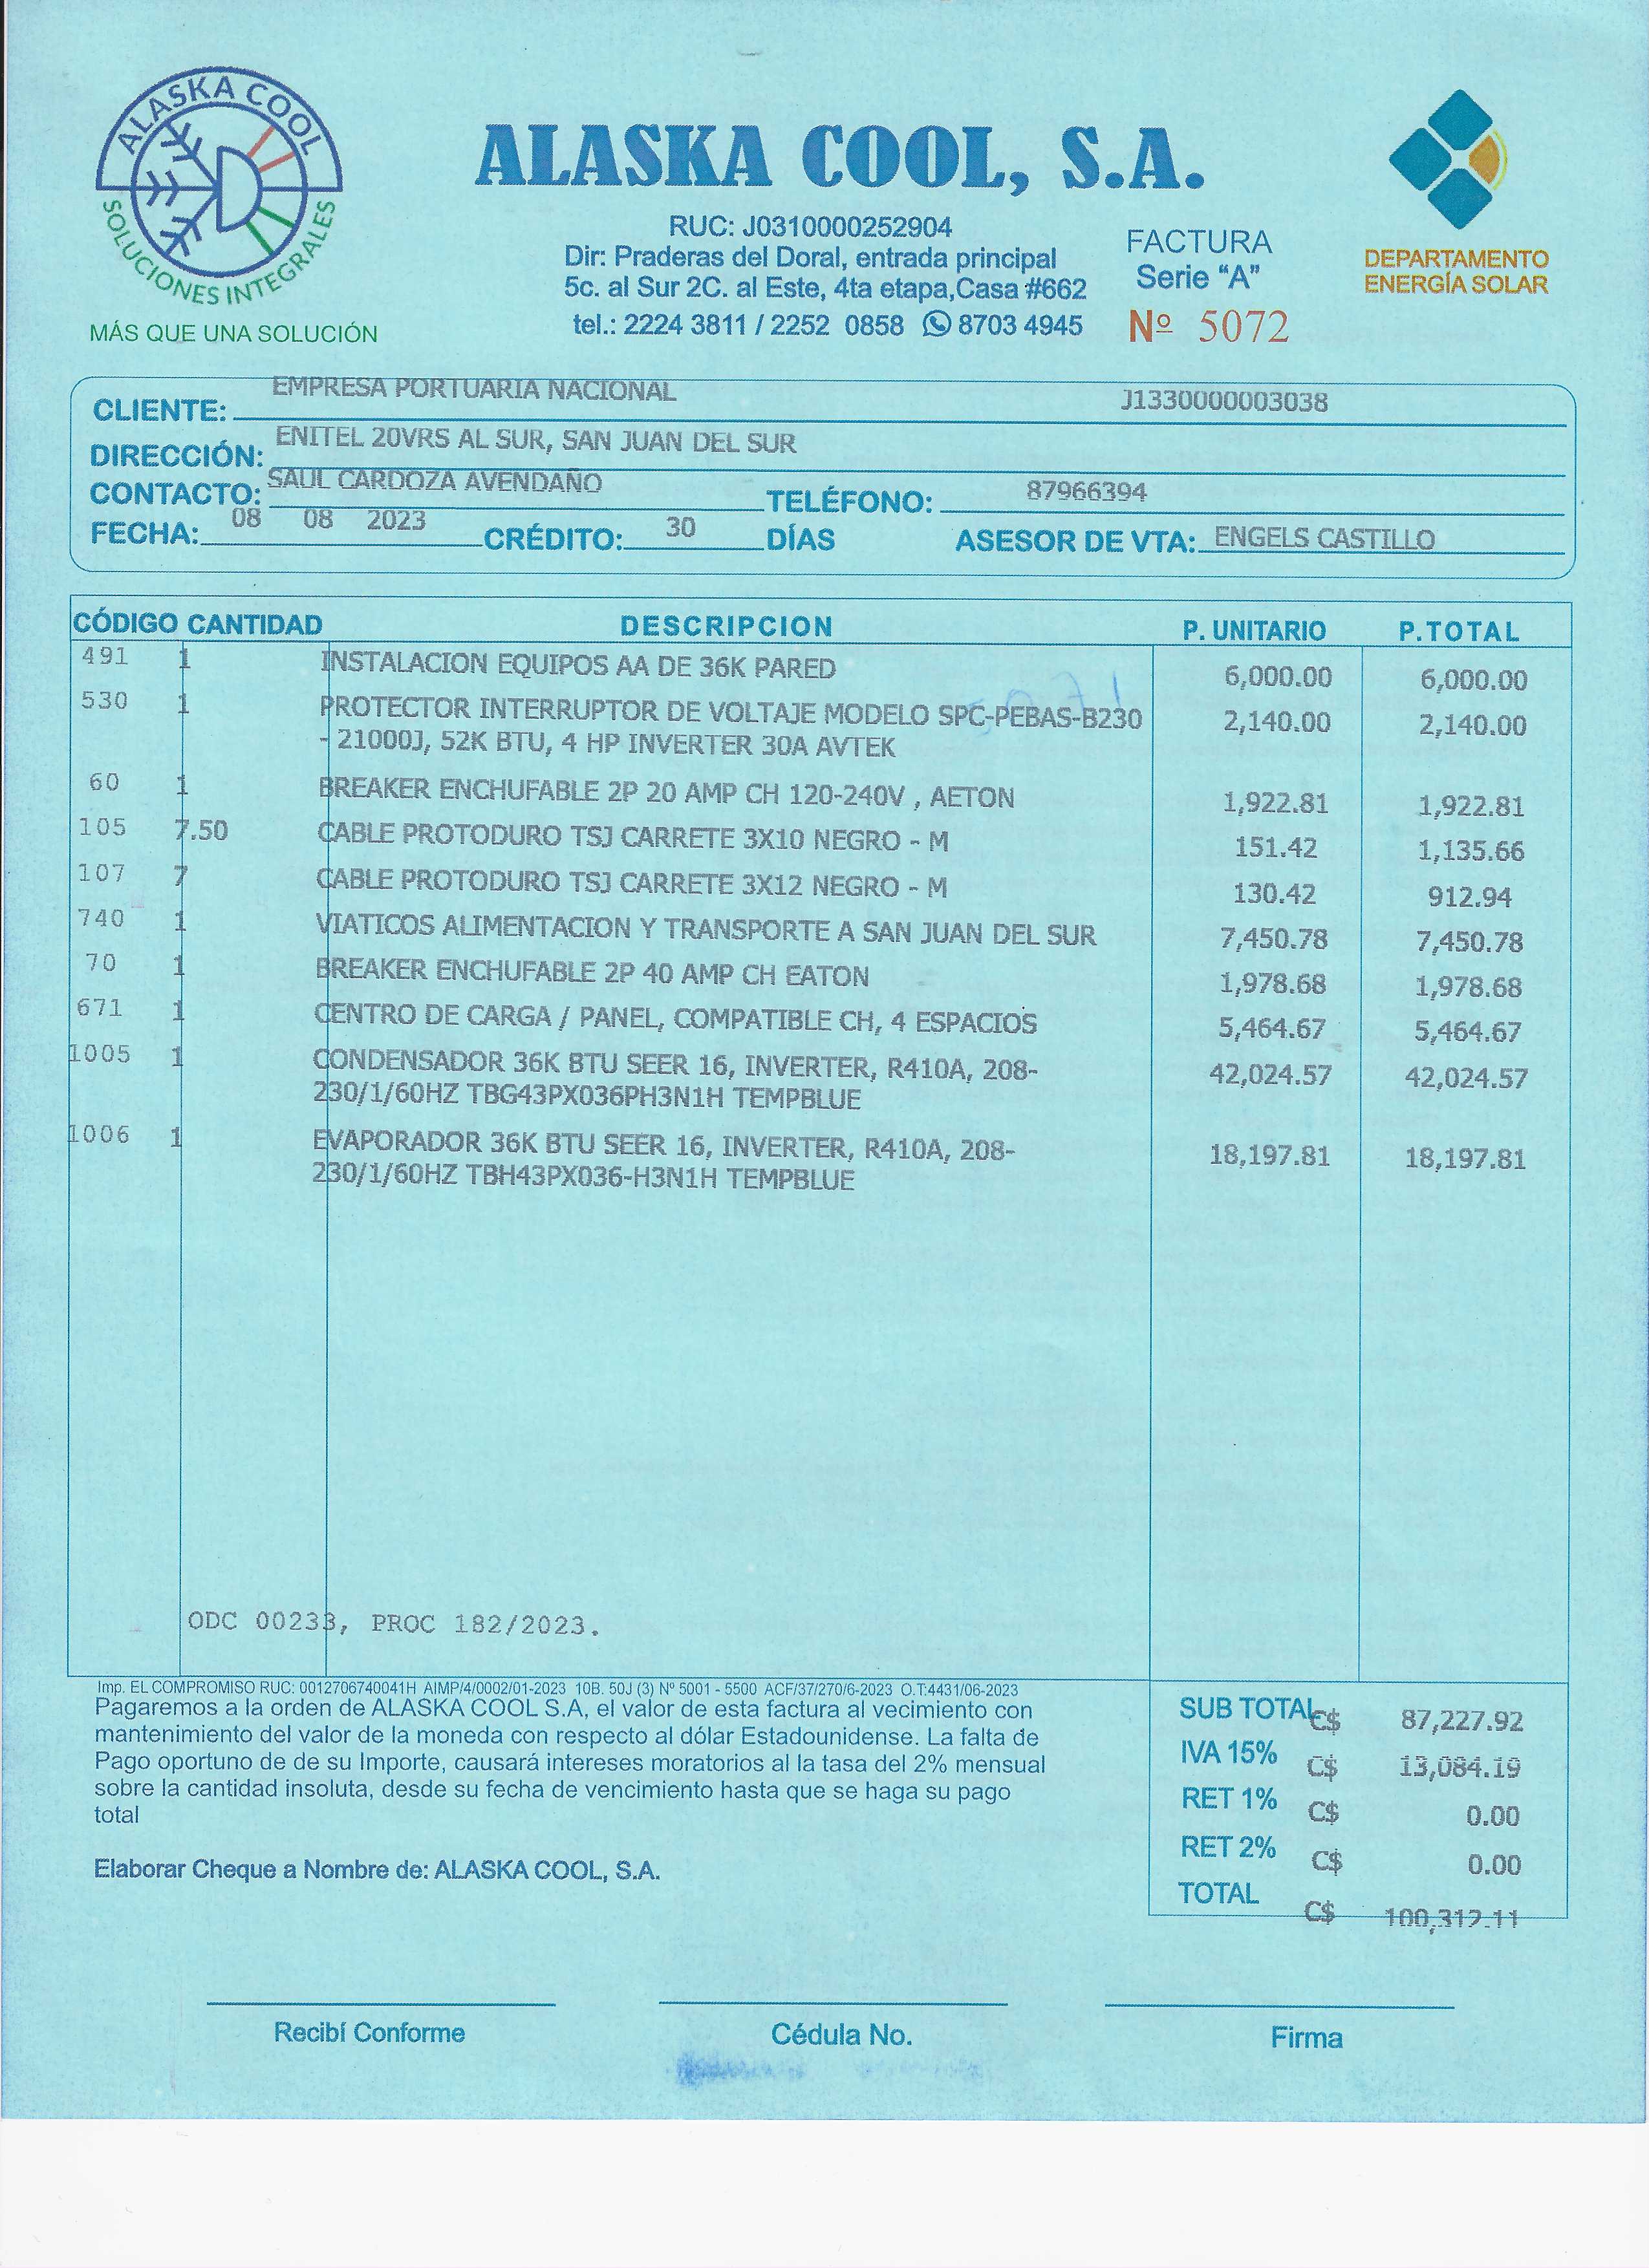 ALASKA COOL
SOLUCIONES INTEGRALES
MÁS QUE UNA SOLUCIÓN
ALASKA COOL, S.A.
RUC: J0310000252904
Dir: Praderas del Doral, entrada principal
5c. al Sur 2C. al Este, 4ta etapa,Casa #662
tel.: 2224 3811 / 2252 0858 8703 4945
FACTURA
Serie "A"
Nº 5072
DEPARTAMENTO
ENERGÍA SOLAR
CLIENTE: EMPRESA PORTUARIA NACIONAL J1330000003038
DIRECCIÓN: ENITEL 20VRS AL SUR, SAN JUAN DEL SUR
CONTACTO: SAUL CARDOZA AVENDAÑO TELÉFONO: 87966394
FECHA: 08 08 2023 CRÉDITO: 30 DÍAS ASESOR DE VTA: ENGELS CASTILLO
CÓDIGO CANTIDAD DESCRIPCION P. UNITARIO P.TOTAL
491 1 INSTALACION EQUIPOS AA DE 36K PARED 6,000.00 6,000.00
530 1 PROTECTOR INTERRUPTOR DE VOLTAJE MODELO SPC-PEBAS-B230 2,140.00 2,140.00
- 21000J, 52K BTU, 4 HP INVERTER 30A AVTEK
60 1 BREAKER ENCHUFABLE 2P 20 AMP CH 120-240V , AETON 1,922.81 1,922.81
105 7.50 CABLE PROTODURO TSJ CARRETE 3X10 NEGRO - M 151.42 1,135.66
107 7 CABLE PROTODURO TSJ CARRETE 3X12 NEGRO - M 130.42 912.94
740 1 VIATICOS ALIMENTACION Y TRANSPORTE A SAN JUAN DEL SUR 7,450.78 7,450.78
70 1 BREAKER ENCHUFABLE 2P 40 AMP CH EATON 1,978.68 1,978.68
671 1 CENTRO DE CARGA / PANEL, COMPATIBLE CH, 4 ESPACIOS 5,464.67 5,464.67
1005 1 CONDENSADOR 36K BTU SEER 16, INVERTER, R410A, 208- 42,024.57 42,024.57
230/1/60HZ TBG43PX036PH3N1H TEMPBLUE
1006 1 EVAPORADOR 36K BTU SEER 16, INVERTER, R410A, 208- 18,197.81 18,197.81
230/1/60HZ TBH43PX036-H3N1H TEMPBLUE
ODC 00233, PROC 182/2023.
Imp. EL COMPROMISO RUC: 0012706740041H AIMP/4/0002/01-2023 10B. 50J (3) Nº 5001 - 5500 ACF/37/270/6-2023 O.T:4431/06-2023
Pagaremos a la orden de ALASKA COOL S.A, el valor de esta factura al vecimiento con
mantenimiento del valor de la moneda con respecto al dólar Estadounidense. La falta de
Pago oportuno de de su Importe, causará intereses moratorios al la tasa del 2% mensual
sobre la cantidad insoluta, desde su fecha de vencimiento hasta que se haga su pago
total
Elaborar Cheque a Nombre de: ALASKA COOL, S.A.
SUB TOTAL C$ 87,227.92
IVA 15% C$ 13,084.19
RET 1% C$ 0.00
RET 2% C$ 0.00
TOTAL C$ 100,312.11
Recibí Conforme
Cédula No.
Firma